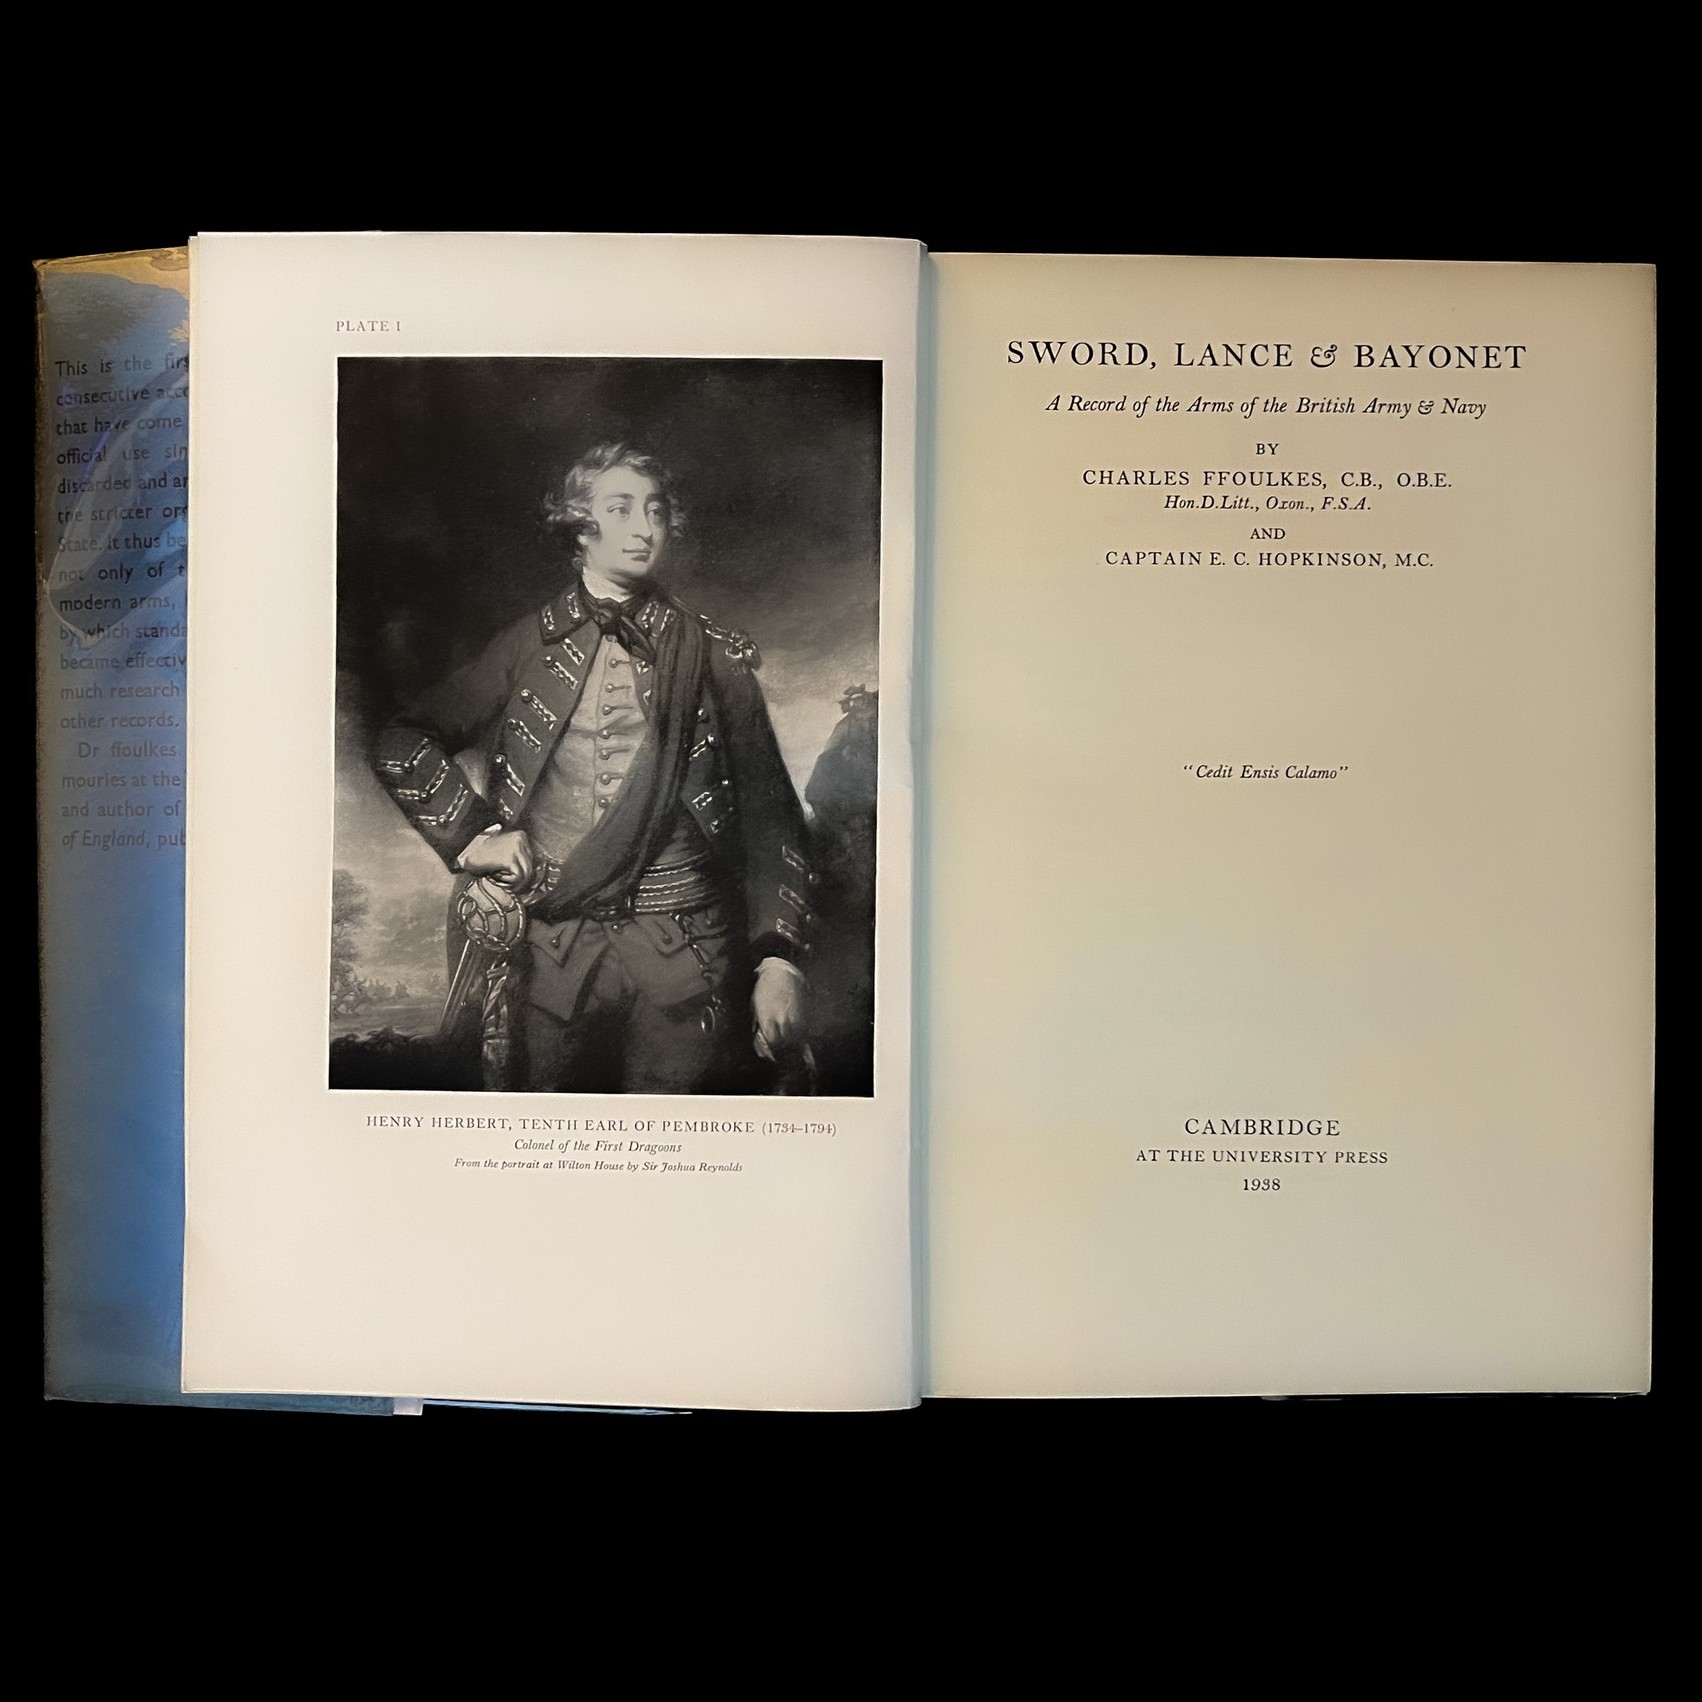 This is the
consecutive
that have come
official use
discarded and
the stricter
State. It thus
not only of
modern arms,
by which
became
much research
other records.
Dr ffoulkes
mouries at the
and author of
of England,
PLATE I
HENRY HERBERT, TENTH EARL OF PEMBROKE (1734–1794)
Colonel of the First Dragoons
From the portrait at Wilton House by Sir Joshua Reynolds
SWORD, LANCE & BAYONET
A Record of the Arms of the British Army & Navy
BY
CHARLES FFOULKES, C.B., O.B.E.
Hon.D.Litt., Oxon., F.S.A.
AND
CAPTAIN E. C. HOPKINSON, M.C.
"Cedit Ensis Calamo"
CAMBRIDGE
AT THE UNIVERSITY PRESS
1938